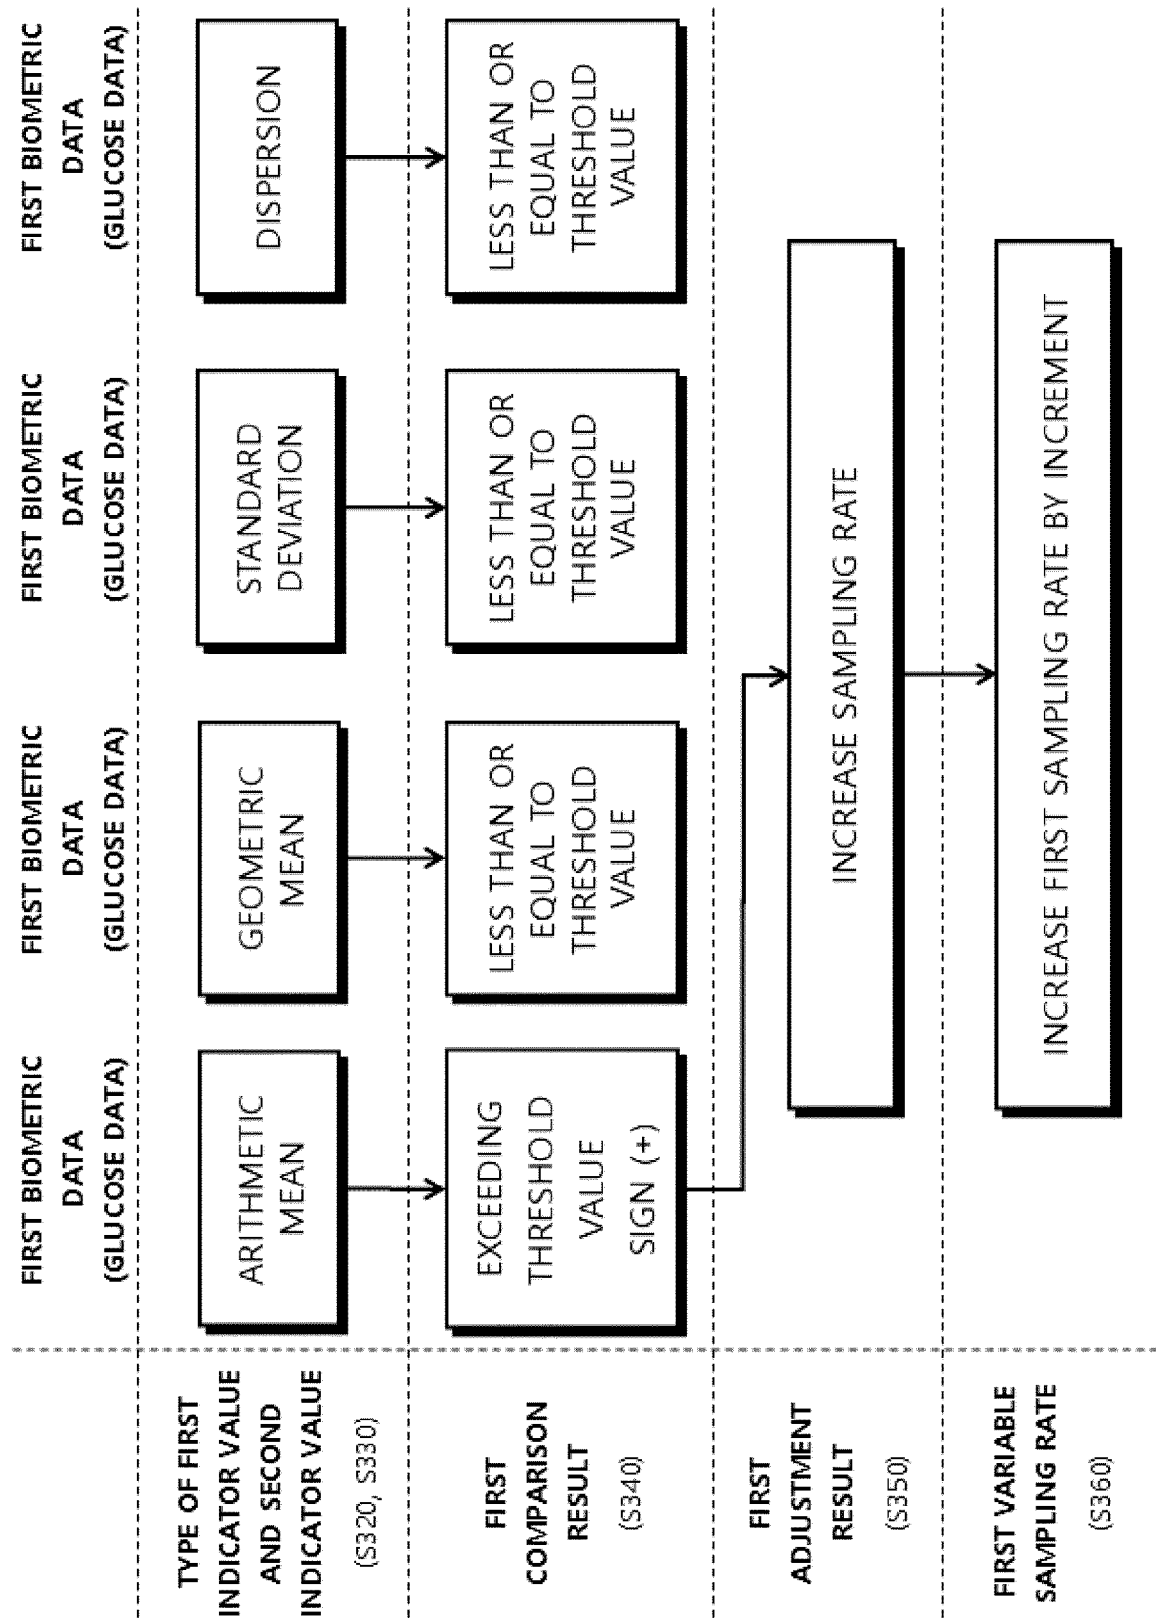 FIRST BIOMETRIC
DATA
(GLUCOSE DATA)
FIRST BIOMETRIC
DATA
(GLUCOSE DATA)
FIRST BIOMETRIC
DATA
(GLUCOSE DATA)
FIRST BIOMETRIC
DATA
(GLUCOSE DATA)
TYPE OF FIRST
INDICATOR VALUE
AND SECOND
INDICATOR VALUE
(S320, S330)
ARITHMETIC
MEAN
GEOMETRIC
MEAN
STANDARD
DEVIATION
DISPERSION
FIRST
COMPARISON
RESULT
(S340)
EXCEEDING
THRESHOLD
VALUE
SIGN (+)
LESS THAN OR
EQUAL TO
THRESHOLD
VALUE
LESS THAN OR
EQUAL TO
THRESHOLD
VALUE
LESS THAN OR
EQUAL TO
THRESHOLD
VALUE
FIRST
ADJUSTMENT
RESULT
(S350)
INCREASE SAMPLING RATE
FIRST VARIABLE
SAMPLING RATE
(S360)
INCREASE FIRST SAMPLING RATE BY INCREMENT